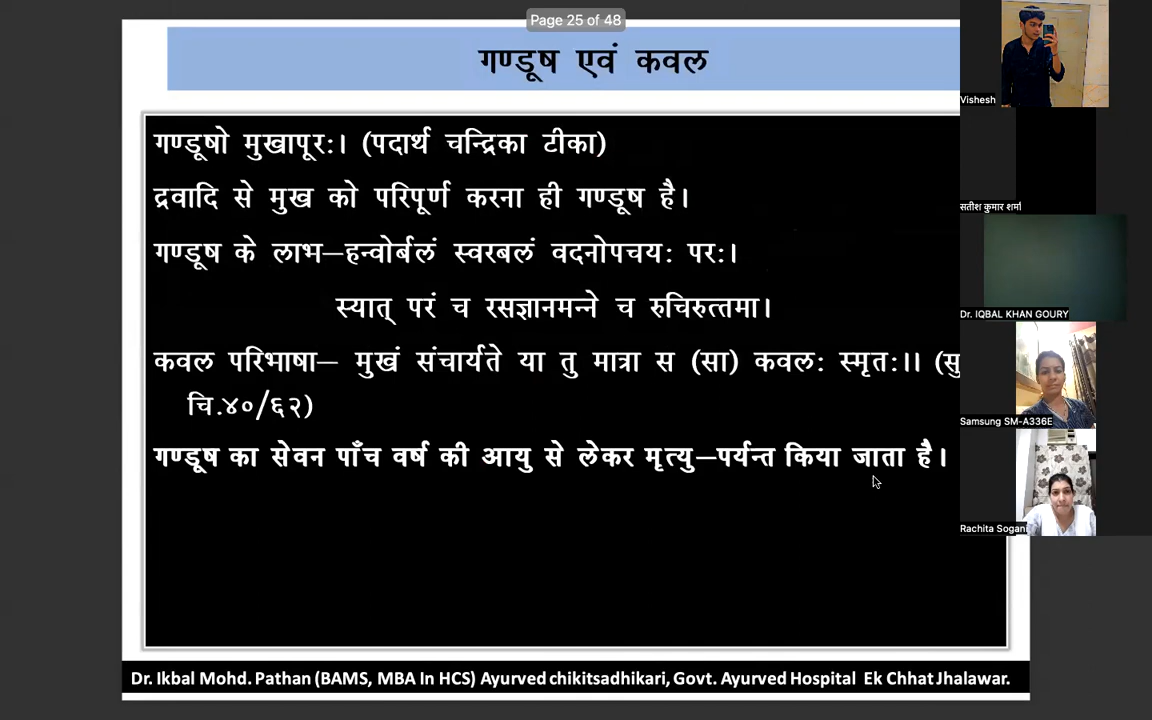 Page 25 of 48
गण्डूष एवं कवल
गण्डूषो मुखापूरः। (पदार्थ चन्द्रिका टीका)
द्रवादि से मुख को परिपूर्ण करना ही गण्डूष है।
गण्डूष के लाभ–हन्वोर्बलं स्वरबलं वदनोपचयः परः।
स्यात् परं च रसज्ञानमन्ने च रुचिरुत्तमा।
कवल परिभाषा– मुखं संचार्यते या तु मात्रा स (सा) कवलः स्मृतः।। (सु
चि.४०/६२)
गण्डूष का सेवन पाँच वर्ष की आयु से लेकर मृत्यु–पर्यन्त किया जाता है।
Dr. Ikbal Mohd. Pathan (BAMS, MBA In HCS) Ayurved chikitsadhikari, Govt. Ayurved Hospital Ek Chhat Jhalawar.
Vishesh
सतीश कुमार शर्मा
Dr. IQBAL KHAN GOURY
Samsung SM-A336E
Rachita Sogani